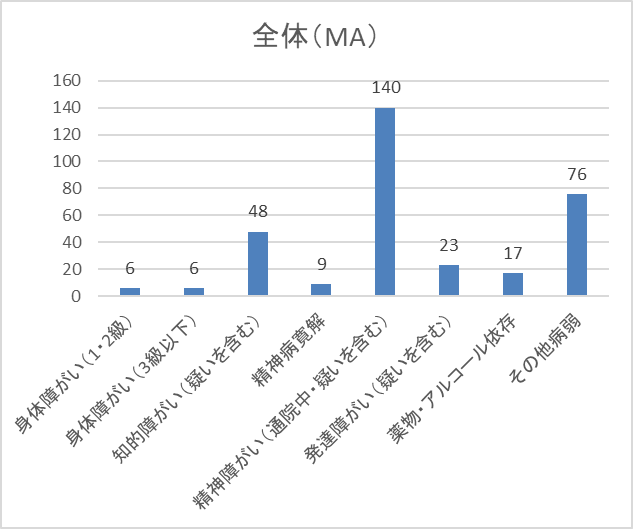 全体（MA）
160
140
120
100
80
60
40
20
0
6
6
48
9
140
23
17
76
身体障がい（1・2級）
身体障がい（3級以下）
知的障がい（疑いを含む）
精神病寛解
精神障がい（通院中・疑いを含む）
発達障がい（疑いを含む）
薬物・アルコール依存
その他病弱